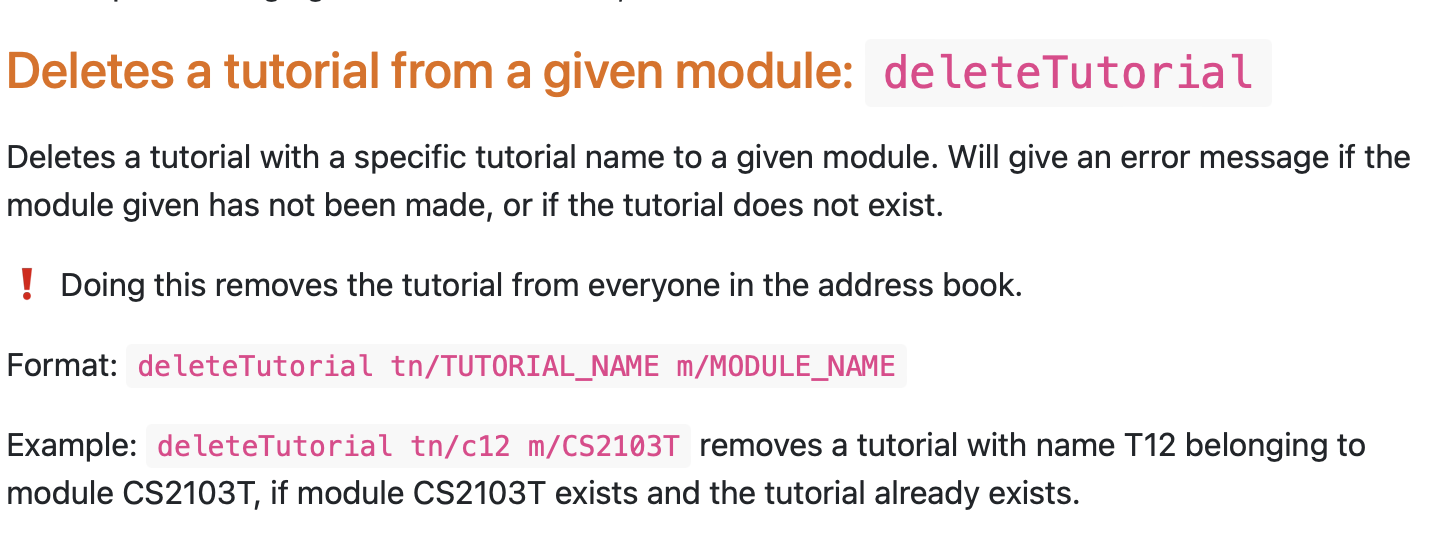 Deletes a tutorial from a given module: deleteTutorial
Deletes a tutorial with a specific tutorial name to a given module. Will give an error message if the
module given has not been made, or if the tutorial does not exist.
❗ Doing this removes the tutorial from everyone in the address book.
Format: deleteTutorial tn/TUTORIAL_NAME m/MODULE_NAME
Example: deleteTutorial tn/c12 m/CS2103T removes a tutorial with name T12 belonging to
module CS2103T, if module CS2103T exists and the tutorial already exists.